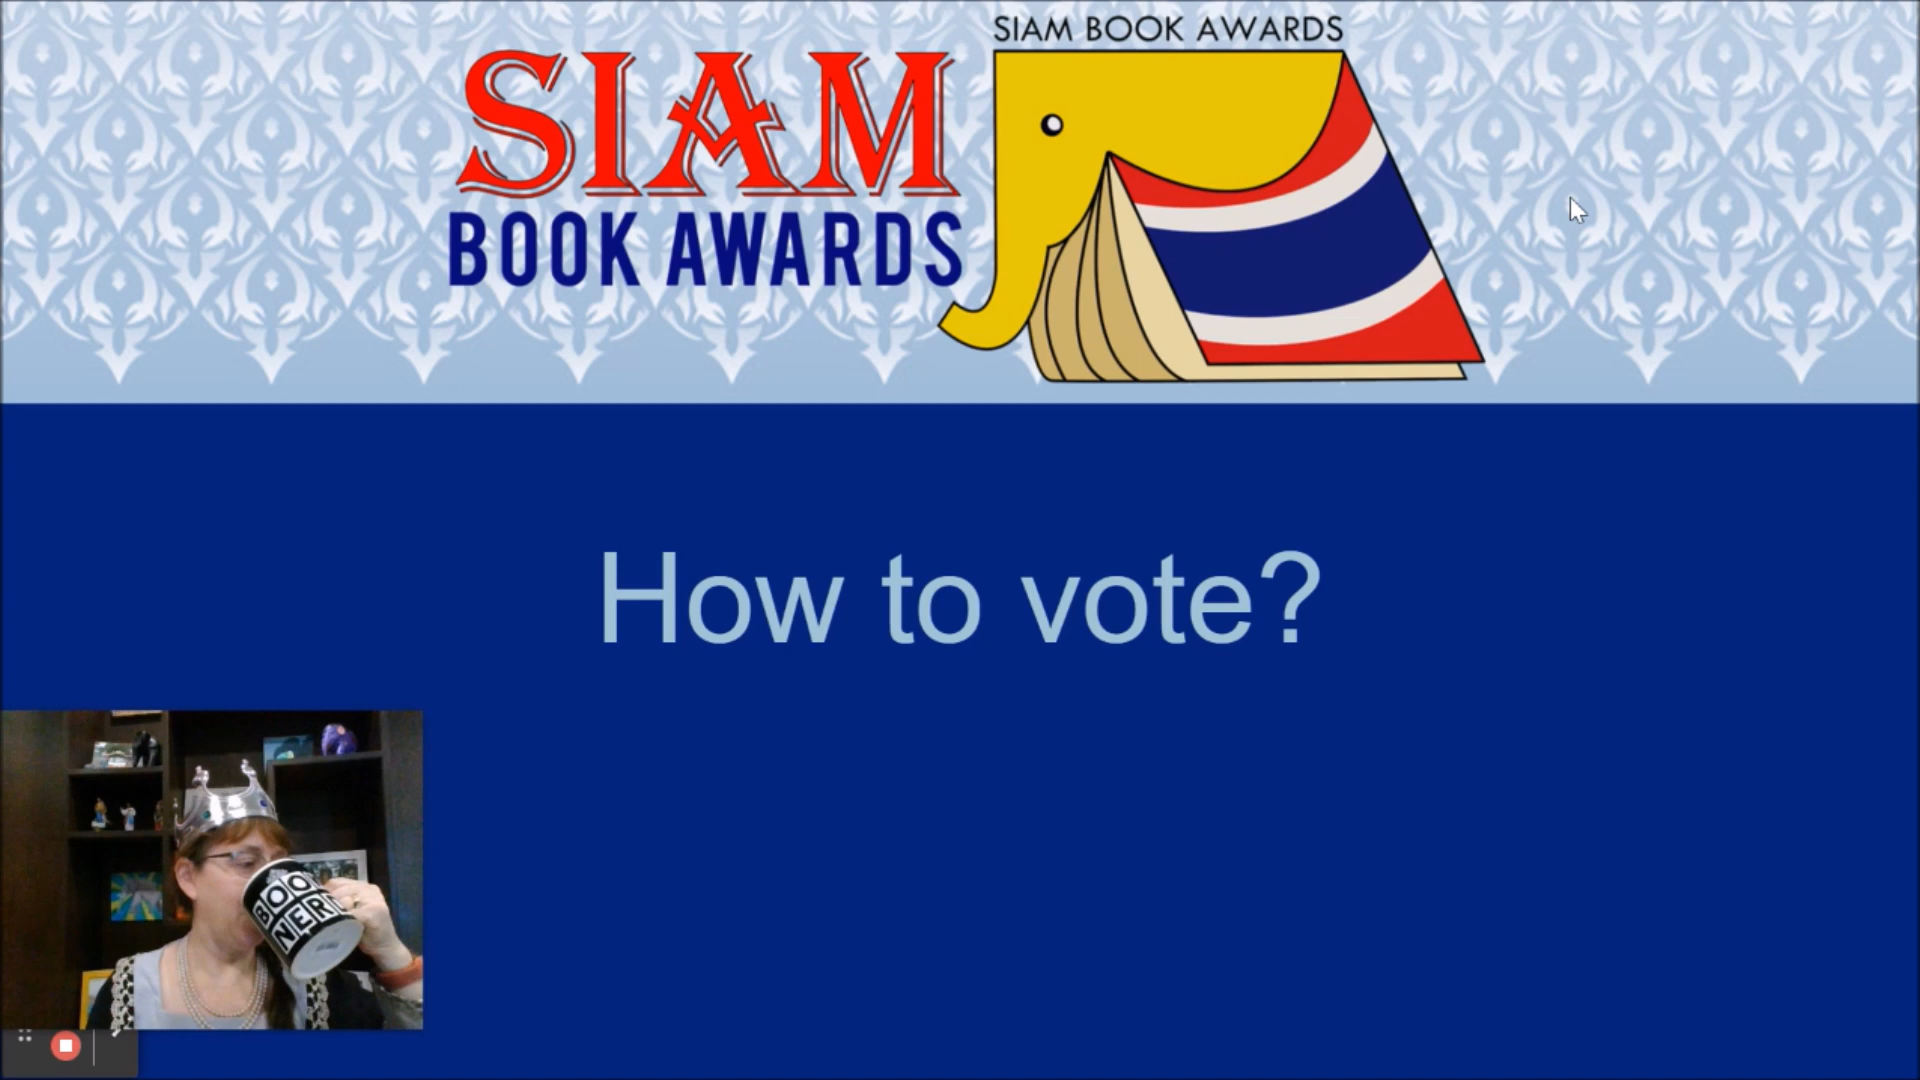 SIAM BOOK AWARDS
SIAM
BOOK AWARDS
How to vote?
BOOK
NERD